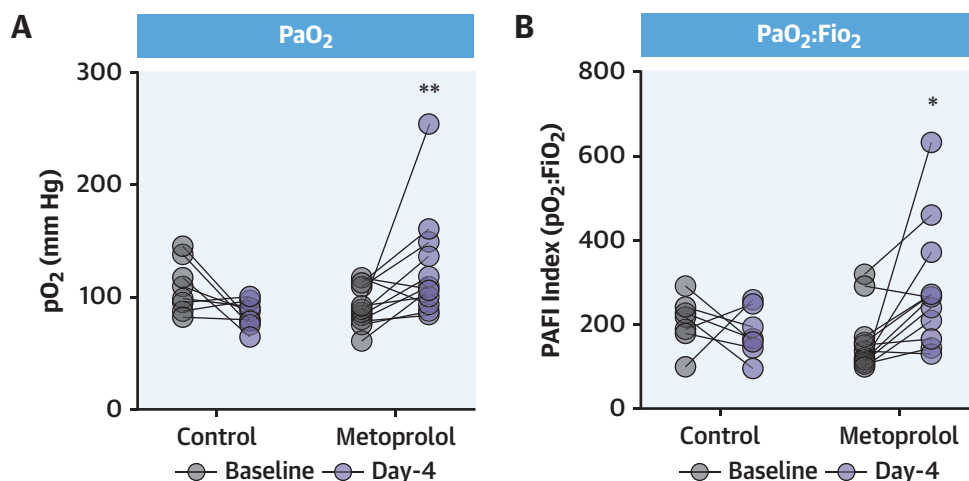 A
PaO₂
pO₂ (mm Hg)
300
200
100
0
**
Control
Metoprolol
Baseline
Day-4
B
PaO₂:Fio₂
PAFI Index (pO₂:FiO₂)
800
600
400
200
0
*
Control
Metoprolol
Baseline
Day-4